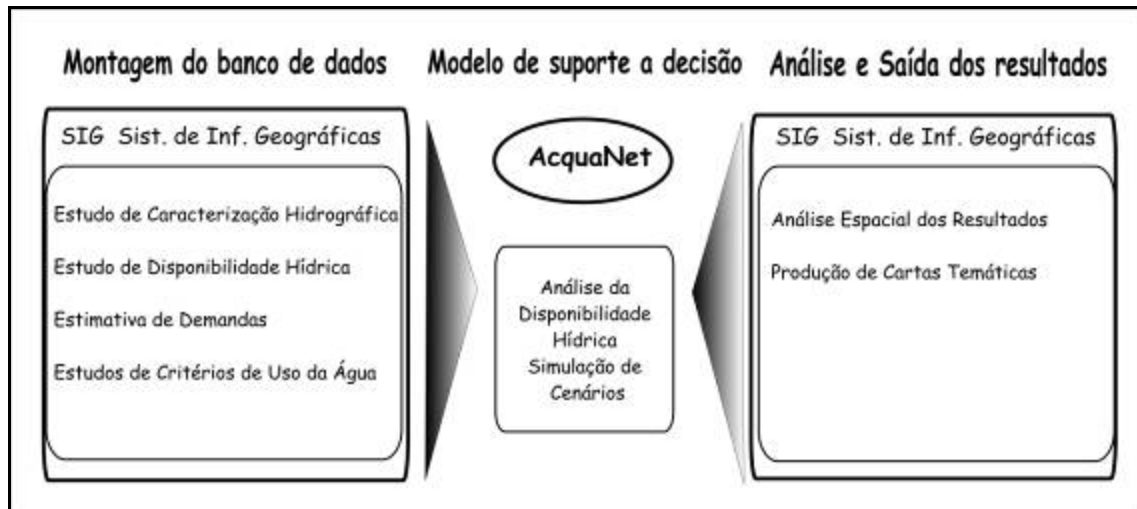 Montagem do banco de dados
SIG Sist. de Inf. Geográficas
Estudo de Caracterização Hidrográfica
Estudo de Disponibilidade Hídrica
Estimativa de Demandas
Estudos de Critérios de Uso da Água
Modelo de suporte a decisão
AcquaNet
Análise da
Disponibilidade
Hídrica
Simulação de
Cenários
Análise e Saída dos resultados
SIG Sist. de Inf. Geográficas
Análise Espacial dos Resultados
Produção de Cartas Temáticas